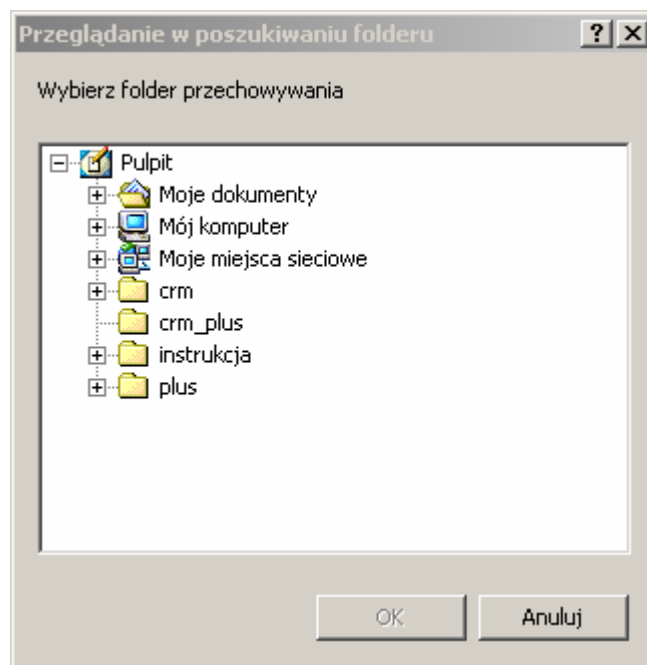 Przeglądanie w poszukiwaniu folderu
Wybierz folder przechowywania
Pulpit
Moje dokumenty
Mój komputer
Moje miejsca sieciowe
crm
crm_plus
instrukcja
plus
OK Anuluj